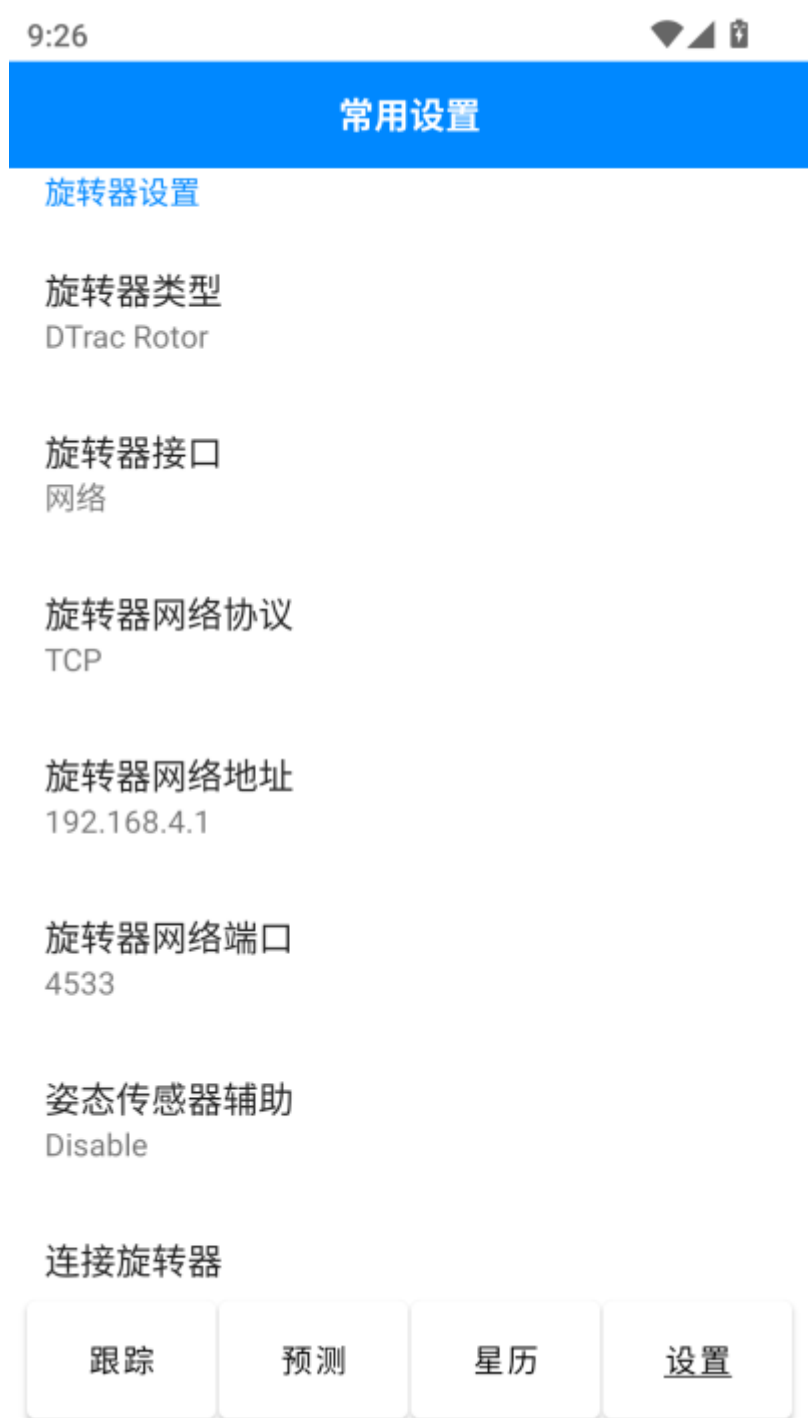 9:26
常用设置
旋转器设置
旋转器类型
DTrac Rotor
旋转器接口
网络
旋转器网络协议
TCP
旋转器网络地址
192.168.4.1
旋转器网络端口
4533
姿态传感器辅助
Disable
连接旋转器
跟踪 预测 星历 设置